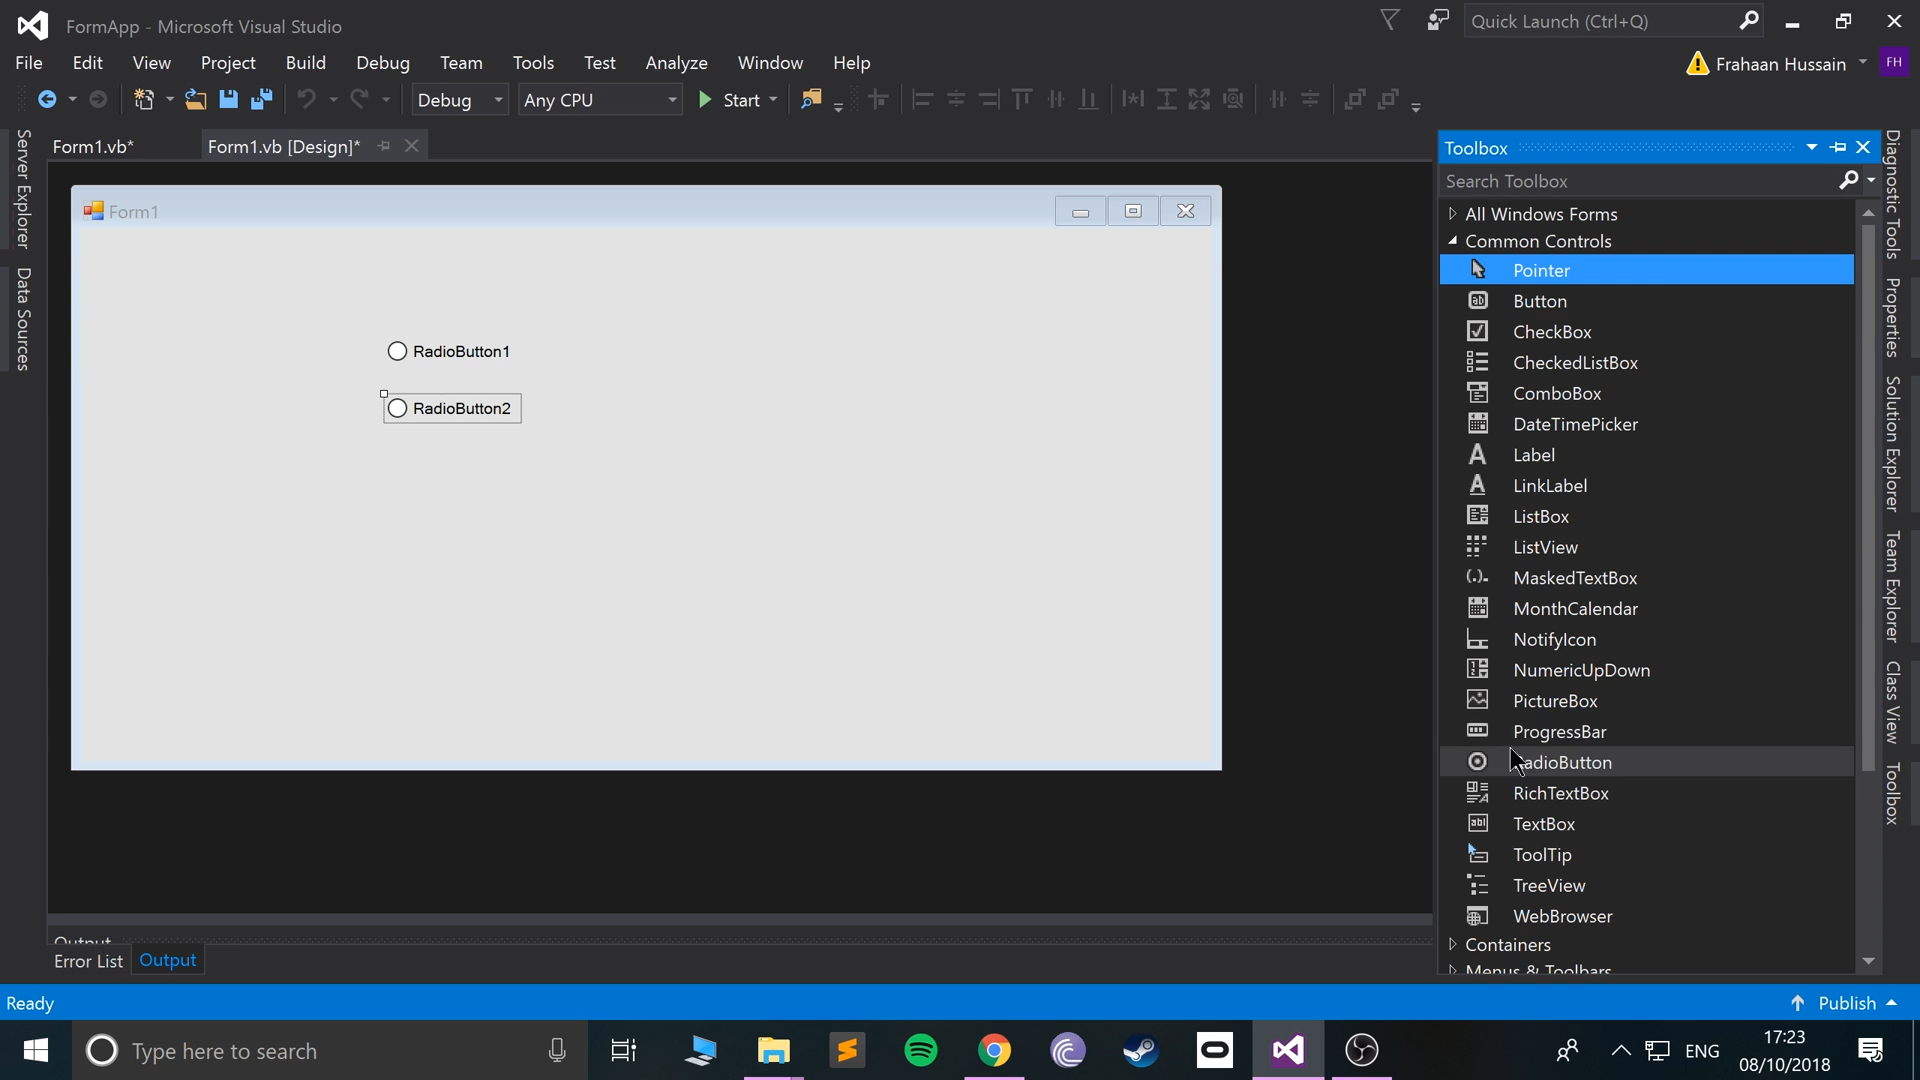 FormApp - Microsoft Visual Studio
Quick Launch (Ctrl+Q)
File Edit View Project Build Debug Team Tools Test Analyze Window Help
Frahaan Hussain
FH
Debug
Any CPU
Start
Server Explorer
Data Sources
Form1.vb*
Form1.vb [Design]*
Form1
RadioButton1
RadioButton2
Toolbox
Search Toolbox
All Windows Forms
Common Controls
Pointer
Button
CheckBox
CheckedListBox
ComboBox
DateTimePicker
Label
LinkLabel
ListBox
ListView
MaskedTextBox
MonthCalendar
NotifyIcon
NumericUpDown
PictureBox
ProgressBar
RadioButton
RichTextBox
TextBox
ToolTip
TreeView
WebBrowser
Containers
Menus & Toolbars
Diagnostic Tools
Properties
Solution Explorer
Team Explorer
Class View
Toolbox
Output
Error List
Output
Ready
Publish
Type here to search
ENG
17:23
08/10/2018